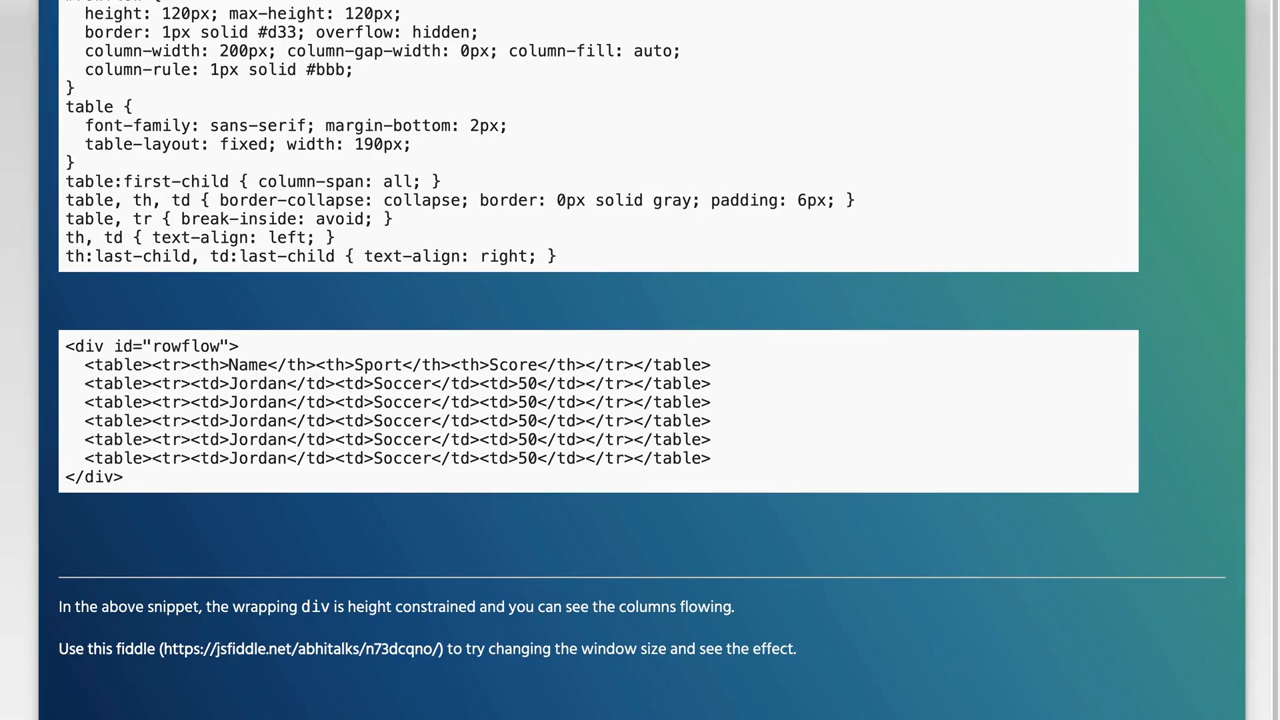 height: 120px; max-height: 120px;
border: 1px solid #d33; overflow: hidden;
column-width: 200px; column-gap-width: 0px; column-fill: auto;
column-rule: 1px solid #bbb;
}
table {
font-family: sans-serif; margin-bottom: 2px;
table-layout: fixed; width: 190px;
}
table:first-child { column-span: all; }
table, th, td { border-collapse: collapse; border: 0px solid gray; padding: 6px; }
table, tr { break-inside: avoid; }
th, td { text-align: left; }
th:last-child, td:last-child { text-align: right; }
<div id="rowflow">
<table><tr><th>Name</th><th>Sport</th><th>Score</th></tr></table>
<table><tr><td>Jordan</td><td>Soccer</td><td>50</td></tr></table>
<table><tr><td>Jordan</td><td>Soccer</td><td>50</td></tr></table>
<table><tr><td>Jordan</td><td>Soccer</td><td>50</td></tr></table>
<table><tr><td>Jordan</td><td>Soccer</td><td>50</td></tr></table>
<table><tr><td>Jordan</td><td>Soccer</td><td>50</td></tr></table>
</div>
In the above snippet, the wrapping div is height constrained and you can see the columns flowing.
Use this fiddle (https://jsfiddle.net/abhitalks/n73dcqno/) to try changing the window size and see the effect.